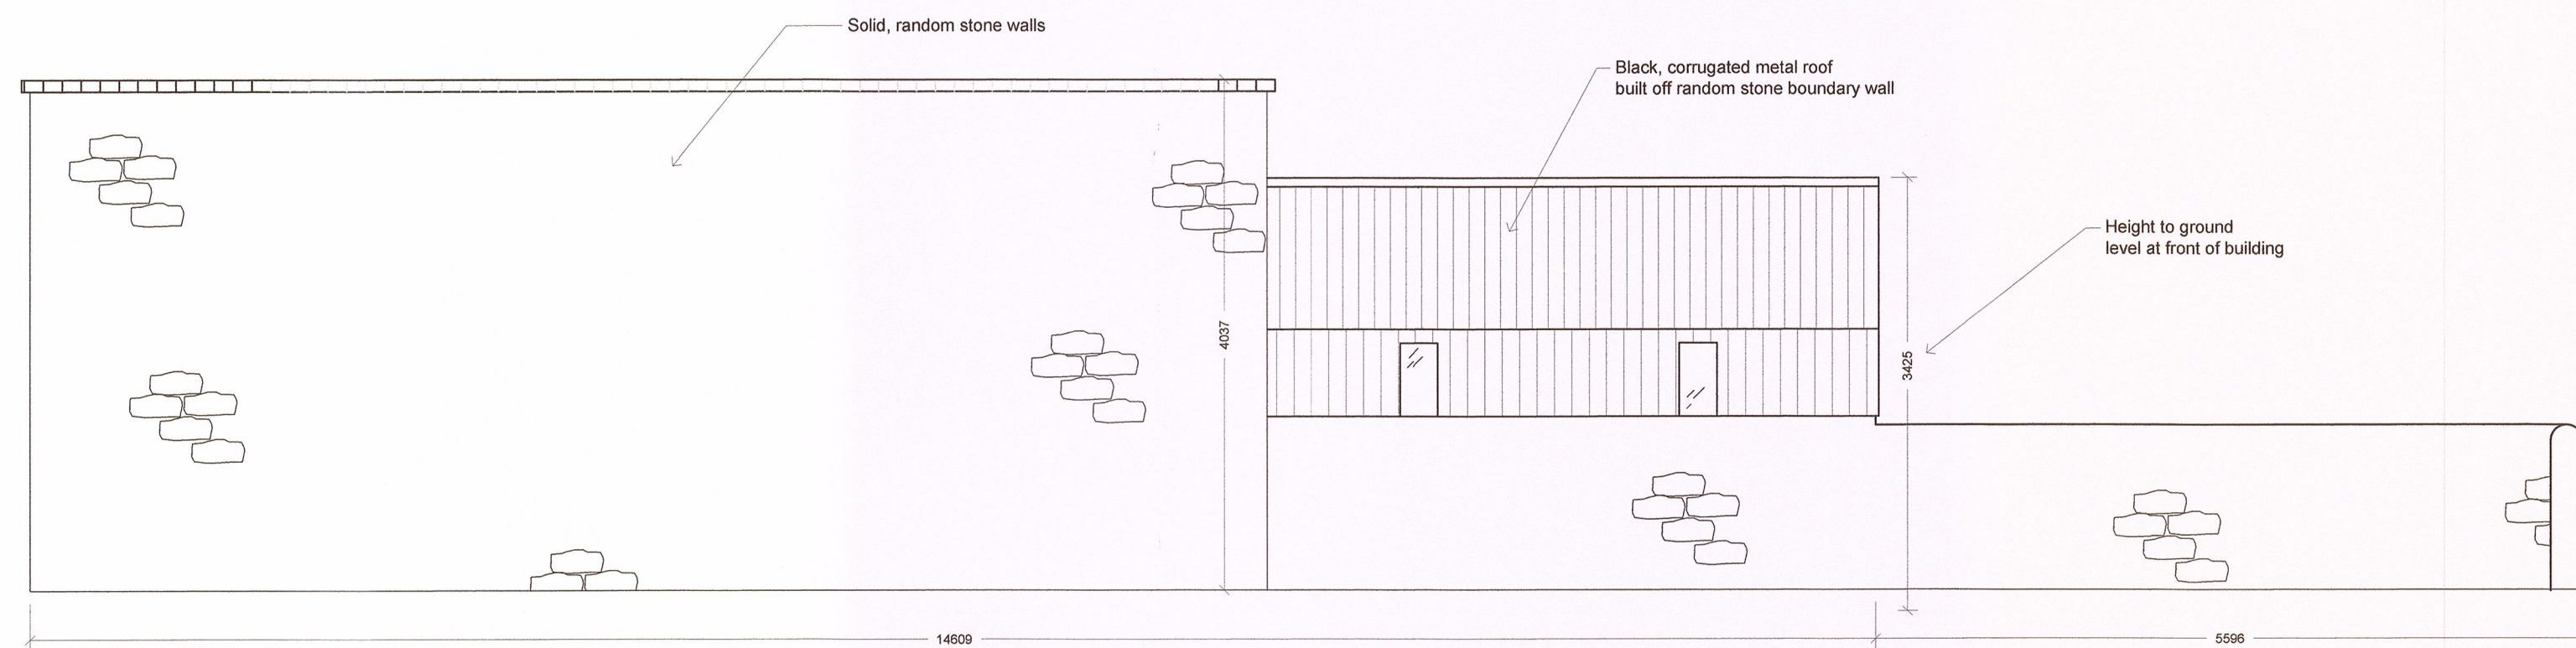 Solid, random stone walls
Black, corrugated metal roof
built off random stone boundary wall
Height to ground
level at front of building
4037
3425
14609
5596